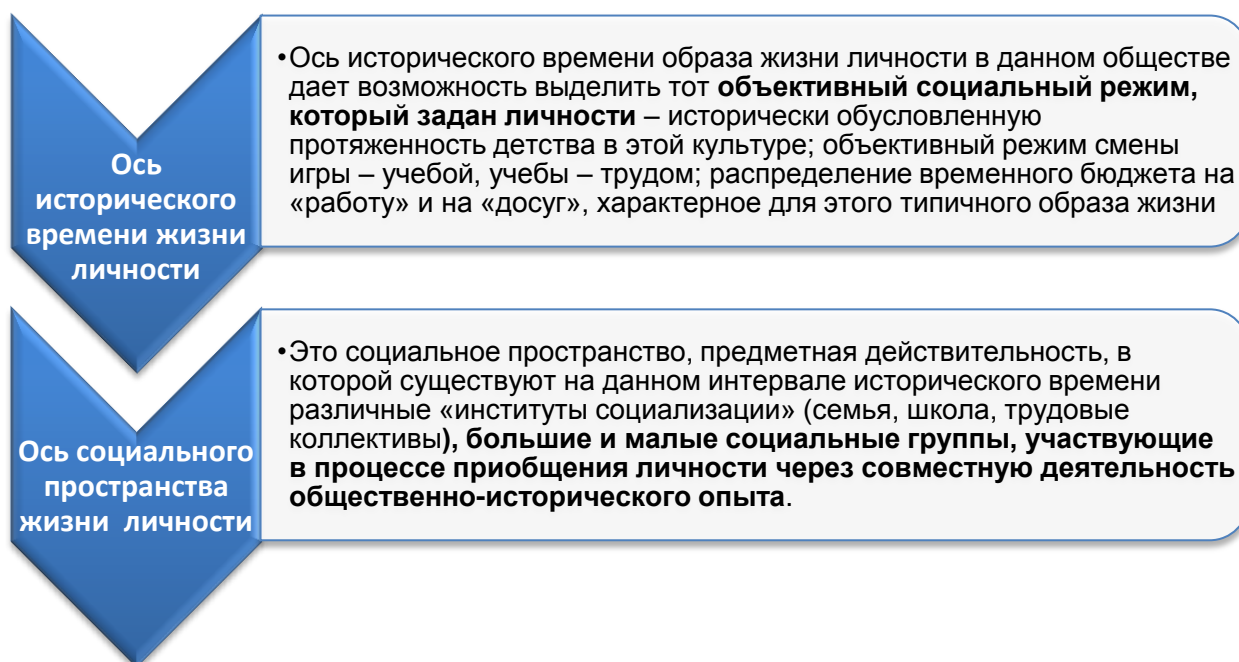 Ось
исторического
времени жизни
личности
•Ось исторического времени образа жизни личности в данном обществе
дает возможность выделить тот объективный социальный режим,
который задан личности – исторически обусловленную
протяженность детства в этой культуре; объективный режим смены
игры – учебой, учебы – трудом; распределение временного бюджета на
«работу» и на «досуг», характерное для этого типичного образа жизни
Ось социального
пространства
жизни личности
•Это социальное пространство, предметная действительность, в
которой существуют на данном интервале исторического времени
различные «институты социализации» (семья, школа, трудовые
коллективы), большие и малые социальные группы, участвующие
в процессе приобщения личности через совместную деятельность
общественно-исторического опыта.